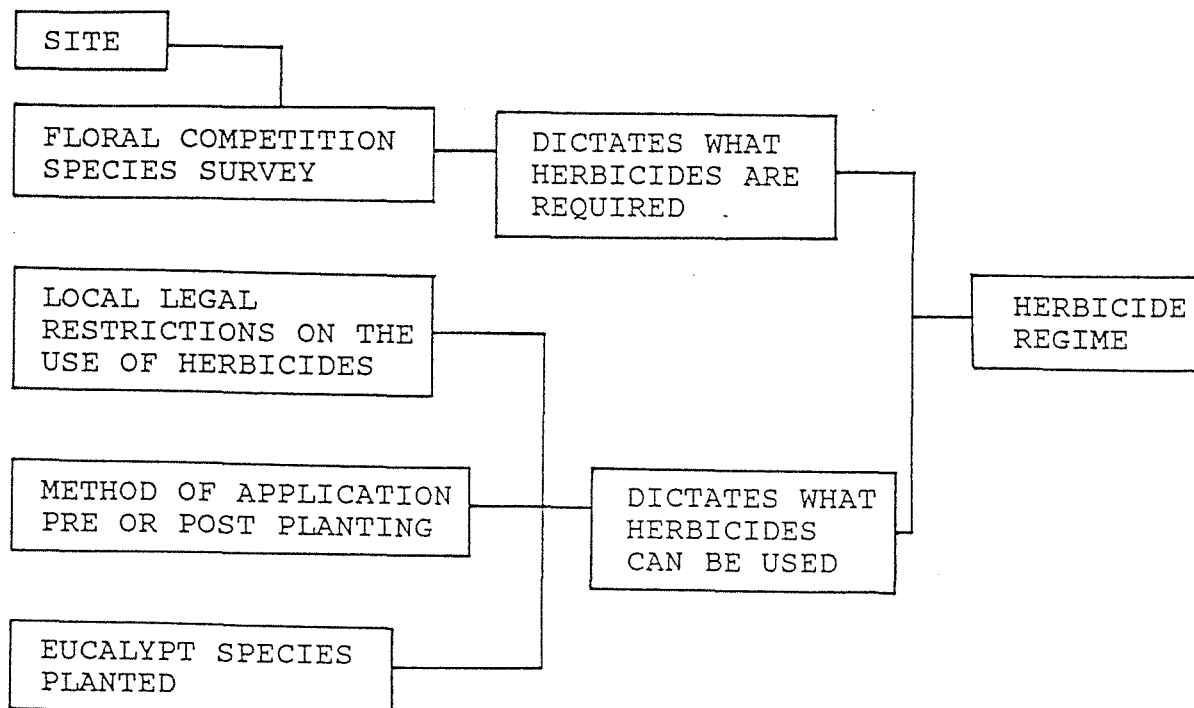 SITE
FLORAL COMPETITION
SPECIES SURVEY
DICTATES WHAT
HERBICIDES ARE
REQUIRED
LOCAL LEGAL
RESTRICTIONS ON THE
USE OF HERBICIDES
HERBICIDE
REGIME
METHOD OF APPLICATION
PRE OR POST PLANTING
DICTATES WHAT
HERBICIDES
CAN BE USED
EUCALYPT SPECIES
PLANTED